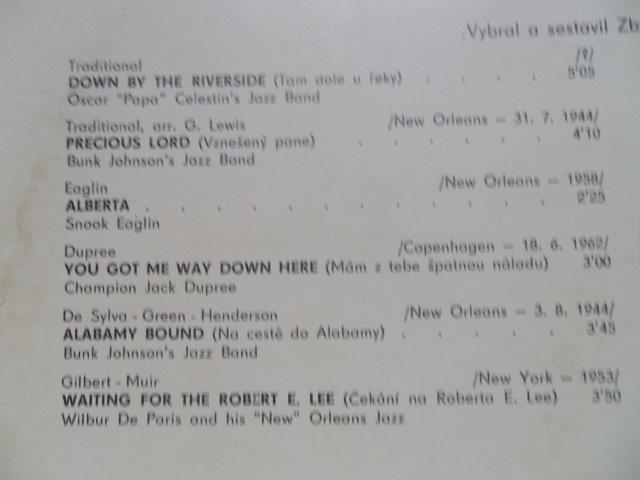 Vybral a sestavil Zb
Traditional /?/
DOWN BY THE RIVERSIDE (Tam dole u řeky) . . . . 5'05
Oscar "Papa" Celestin's Jazz Band
Traditional, arr. G. Lewis /New Orleans – 31. 7. 1944/
PRECIOUS LORD (Vznešený pane) . . . . . 4'10
Bunk Johnson's Jazz Band
Eaglin /New Orleans – 1958/
ALBERTA . . . . . . . . . . . . 2'25
Snook Eaglin
Dupree /Copenhagen – 18. 6. 1962/
YOU GOT ME WAY DOWN HERE (Mám z tebe špatnou náladu) 3'00
Champion Jack Dupree
De Sylva - Green - Henderson /New Orleans – 3. 8. 1944/
ALABAMY BOUND (Na cestě do Alabamy) . . . . . 3'45
Bunk Johnson's Jazz Band
Gilbert - Muir /New York – 1953/
WAITING FOR THE ROBERT E. LEE (Čekání na Roberta E. Lee) 3'50
Wilbur De Paris and his "New" Orleans Jazz